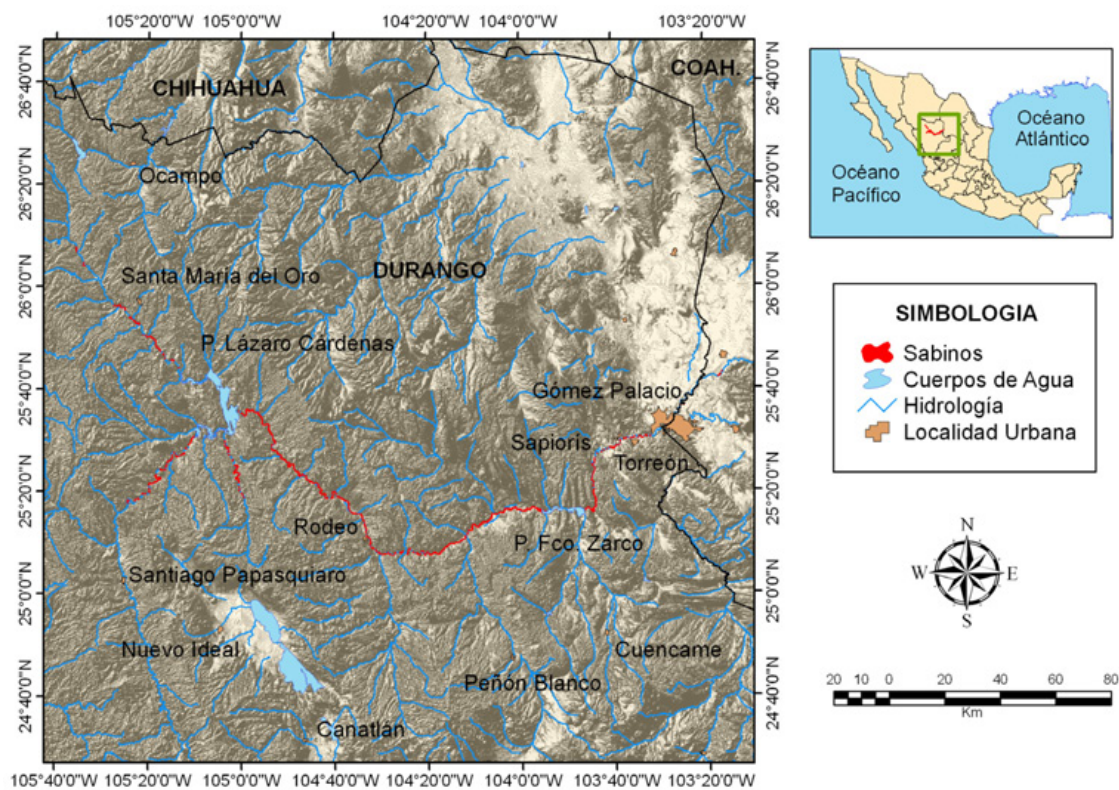 105°20'0"W 105°0'0"W 104°20'0"W 104°0'0"W 103°20'0"W
26°40'0"N
26°20'0"N
26°0'0"N
25°40'0"N
25°20'0"N
25°0'0"N
24°40'0"N
CHIHUAHUA
COAH.
Ocampo
Santa María del Oro
DURANGO
P. Lázaro Cárdenas
Gómez Palacio
Sapioris
Torreón
Rodeo
P. Fco. Zarco
Santiago Papasquiaro
Nuevo Ideal
Cuencame
Peñón Blanco
Canatlán
26°40'0"N
26°20'0"N
26°0'0"N
25°40'0"N
25°20'0"N
25°0'0"N
24°40'0"N
105°40'0"W 105°20'0"W 105°0'0"W 104°40'0"W 104°20'0"W 104°0'0"W 103°40'0"W 103°20'0"W
Océano
Atlántico
Océano
Pacífico
SIMBOLOGIA
Sabinos
Cuerpos de Agua
Hidrología
Localidad Urbana
N
W E
S
20 10 0 20 40 60 80
Km